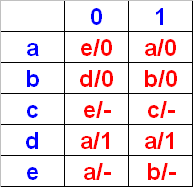 0 1
a e/0 a/0
b d/0 b/0
c e/- c/-
d a/1 a/1
e a/- b/-